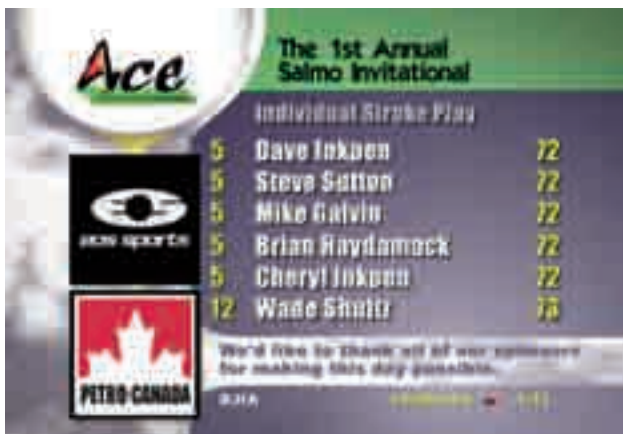 Ace
The 1st Annual
Salmo Invitational
Individual Stroke Play
5 Dave Inkpen 72
5 Steve Sutton 72
5 Mike Galvin 72
5 Brian Haydamack 72
5 Cheryl Inkpen 72
12 Wade Shultz 73
sports
PETRO-CANADA
We'd like to thank all of our sponsors
for making this day possible.